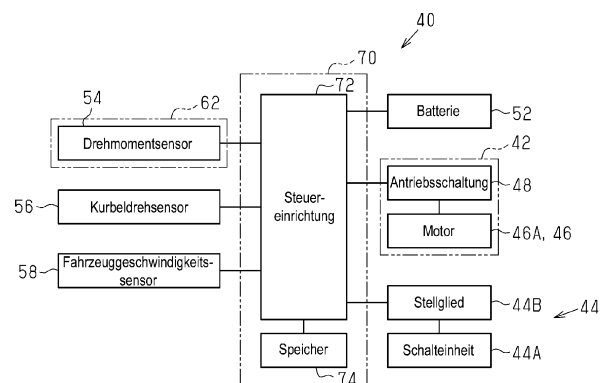 40
70
54
62
72
Drehmomentsensor
Batterie
52
42
Steuer-
einrichtung
Antriebsschaltung
48
56
Kurbeldrehsensor
Motor
46A, 46
58
Fahrzeuggeschwindigkeits-
sensor
Stellglied
44B
44
Speicher
74
Schalteinheit
44A